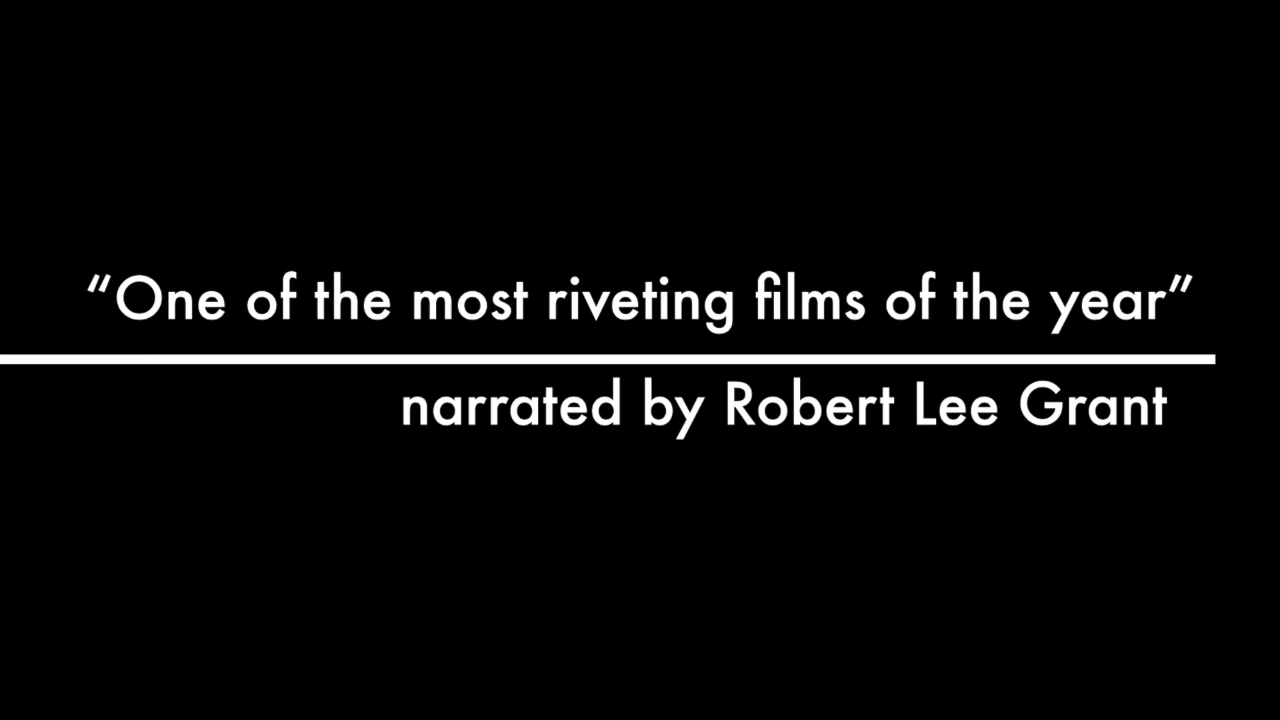 “One of the most riveting films of the year”
narrated by Robert Lee Grant